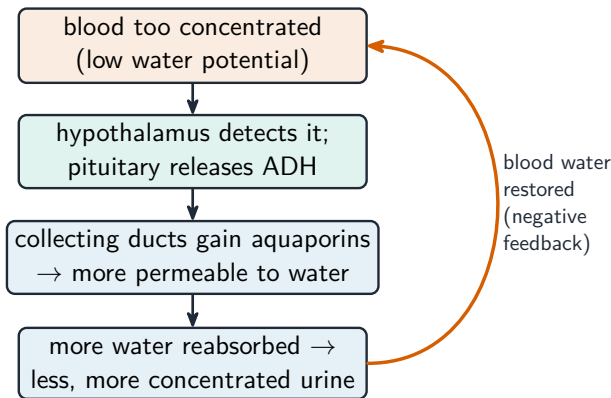 blood too concentrated
(low water potential)
hypothalamus detects it;
pituitary releases ADH
collecting ducts gain aquaporins
→ more permeable to water
more water reabsorbed →
less, more concentrated urine
blood water
restored
(negative
feedback)